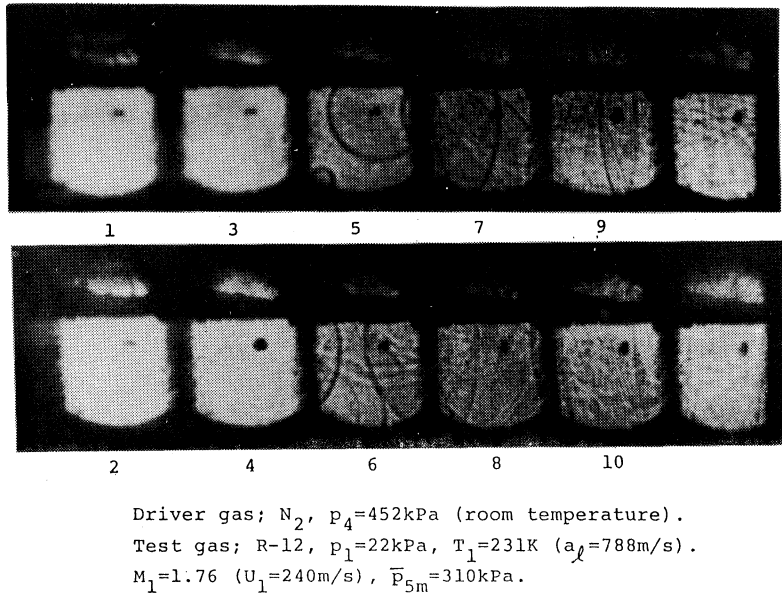 1 3 5 7 9
2 4 6 8 10
Driver gas; N₂, p₄=452kPa (room temperature).
Test gas; R-12, p₁=22kPa, T₁=231K (a_ℓ=788m/s).
M₁=1.76 (U₁=240m/s), p̅₅ₘ=310kPa.